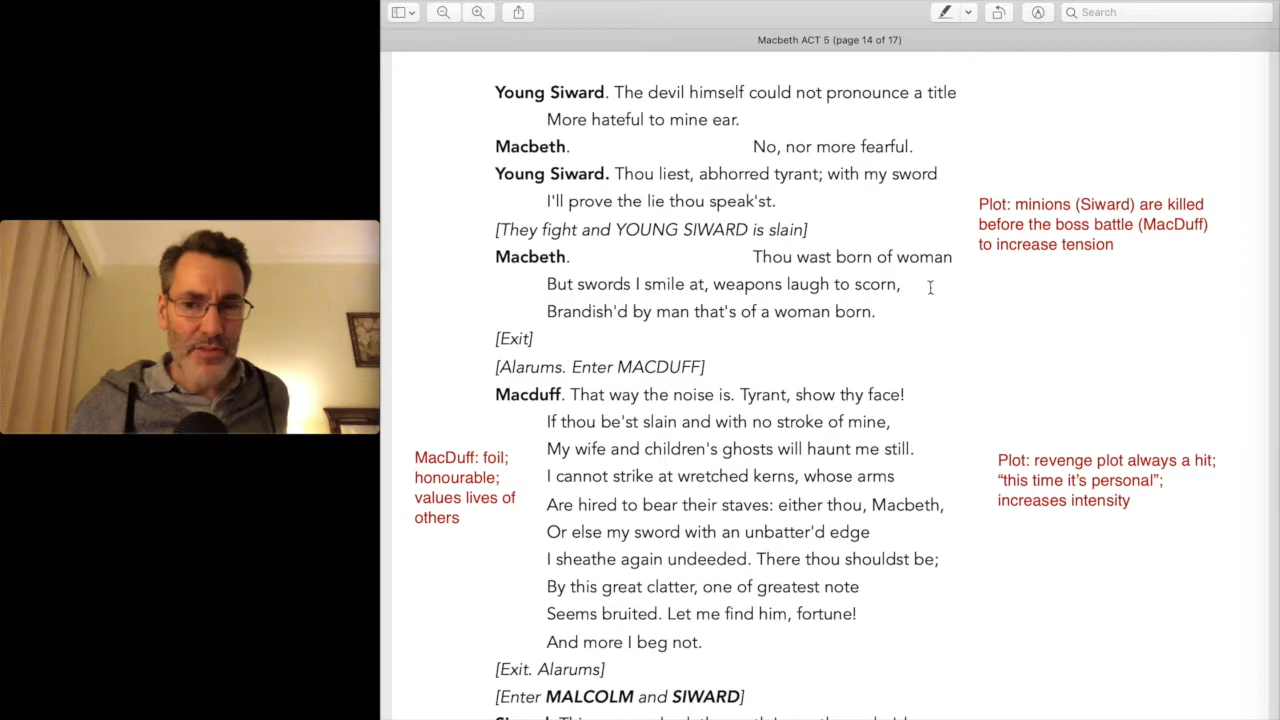 Search
Macbeth ACT 5 (page 14 of 17)
Young Siward. The devil himself could not pronounce a title
More hateful to mine ear.
Macbeth. No, nor more fearful.
Young Siward. Thou liest, abhorred tyrant; with my sword
I'll prove the lie thou speak'st.
[They fight and YOUNG SIWARD is slain]
Macbeth. Thou wast born of woman
But swords I smile at, weapons laugh to scorn,
Brandish'd by man that's of a woman born.
[Exit]
[Alarums. Enter MACDUFF]
Macduff. That way the noise is. Tyrant, show thy face!
If thou be'st slain and with no stroke of mine,
My wife and children's ghosts will haunt me still.
I cannot strike at wretched kerns, whose arms
Are hired to bear their staves: either thou, Macbeth,
Or else my sword with an unbatter'd edge
I sheathe again undeeded. There thou shouldst be;
By this great clatter, one of greatest note
Seems bruited. Let me find him, fortune!
And more I beg not.
[Exit. Alarums]
[Enter MALCOLM and SIWARD]
Plot: minions (Siward) are killed
before the boss battle (MacDuff)
to increase tension
MacDuff: foil;
honourable;
values lives of
others
Plot: revenge plot always a hit;
“this time it’s personal”;
increases intensity